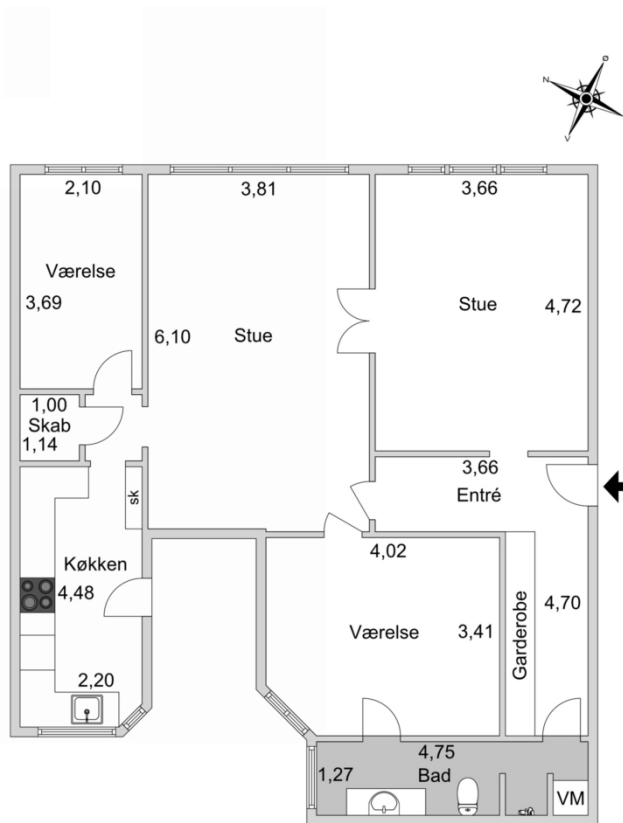 Ø
N
V
2,10
3,81
3,66
Værelse
3,69
Stue
6,10
Stue
4,72
1,00
Skab
1,14
3,66
Entré
sk
Køkken
4,48
4,02
Værelse
3,41
Garderobe
4,70
2,20
4,75
1,27
Bad
VM